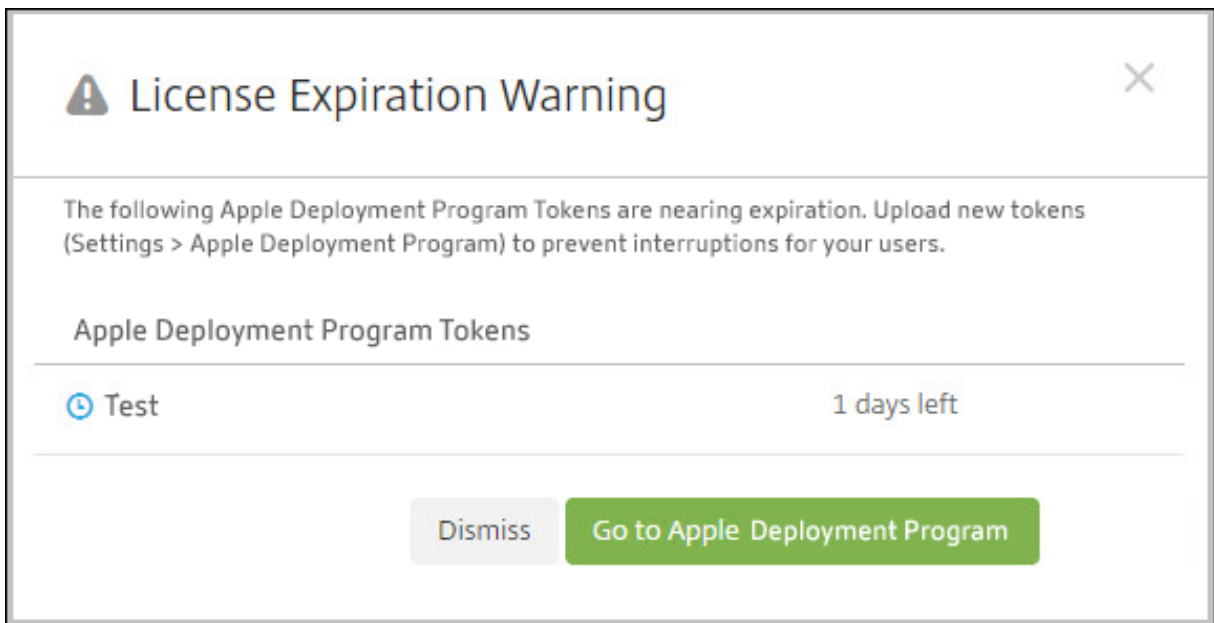 License Expiration Warning
The following Apple Deployment Program Tokens are nearing expiration. Upload new tokens
(Settings > Apple Deployment Program) to prevent interruptions for your users.
Apple Deployment Program Tokens
Test 1 days left
Dismiss Go to Apple Deployment Program